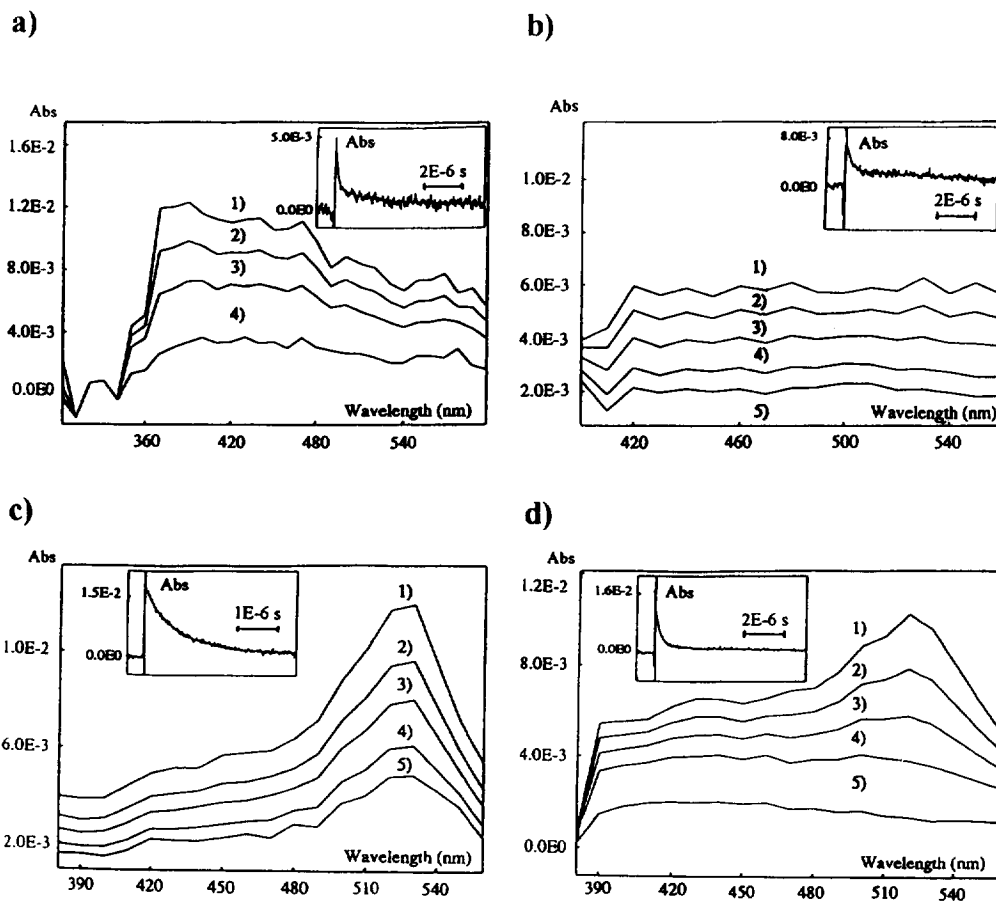 a)
b)
Abs
1.6E-2
1.2E-2
8.0E-3
4.0E-3
0.0E0
1)
2)
3)
4)
5.0E-3
Abs
2E-6 s
0.0E0
Wavelength (nm)
360
420
480
540
Abs
1.0E-2
8.0E-3
6.0E-3
4.0E-3
2.0E-3
8.0E-3
Abs
0.0E0
2E-6 s
1)
2)
3)
4)
5)
Wavelength (nm)
420
460
500
540
c)
d)
Abs
1.0E-2
6.0E-3
2.0E-3
1.5E-2
Abs
1E-6 s
0.0E0
1)
2)
3)
4)
5)
Wavelength (nm)
390
420
450
480
510
540
Abs
1.2E-2
8.0E-3
4.0E-3
0.0E0
1.6E-2
Abs
2E-6 s
0.0E0
1)
2)
3)
4)
5)
Wavelength (nm)
390
420
450
480
510
540